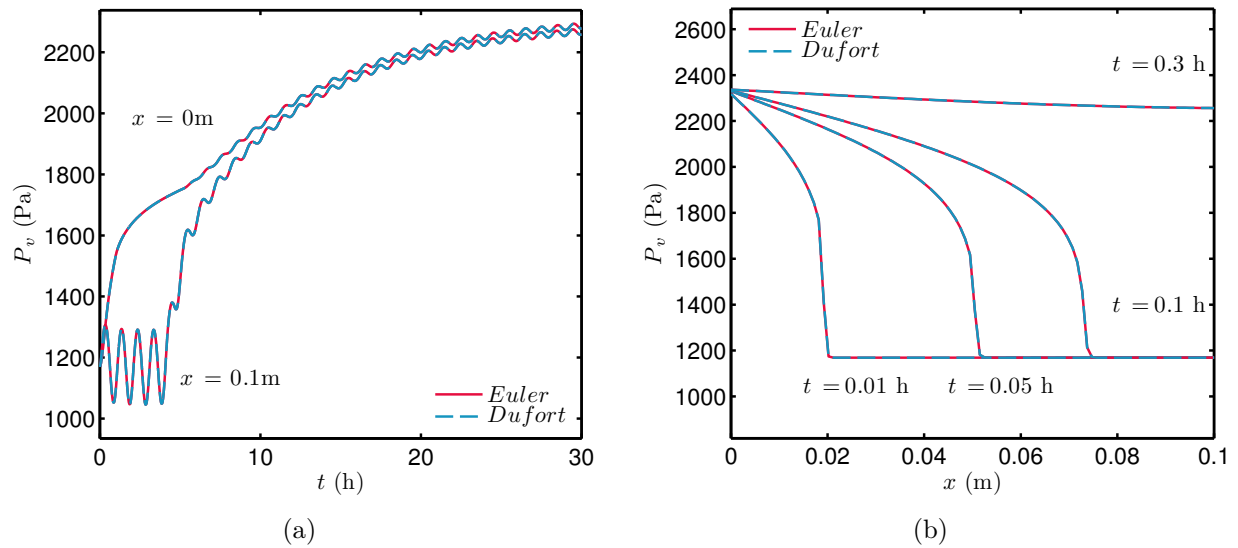 2200
2000
1800
1600
1400
1200
1000
P_v (Pa)
x = 0m
x = 0.1m
Euler
Dufort
0 10 20 30
t (h)
(a)
2600
2400
2200
2000
1800
1600
1400
1200
1000
P_v (Pa)
Euler
Dufort
t = 0.3 h
t = 0.1 h
t = 0.01 h t = 0.05 h
0 0.02 0.04 0.06 0.08 0.1
x (m)
(b)